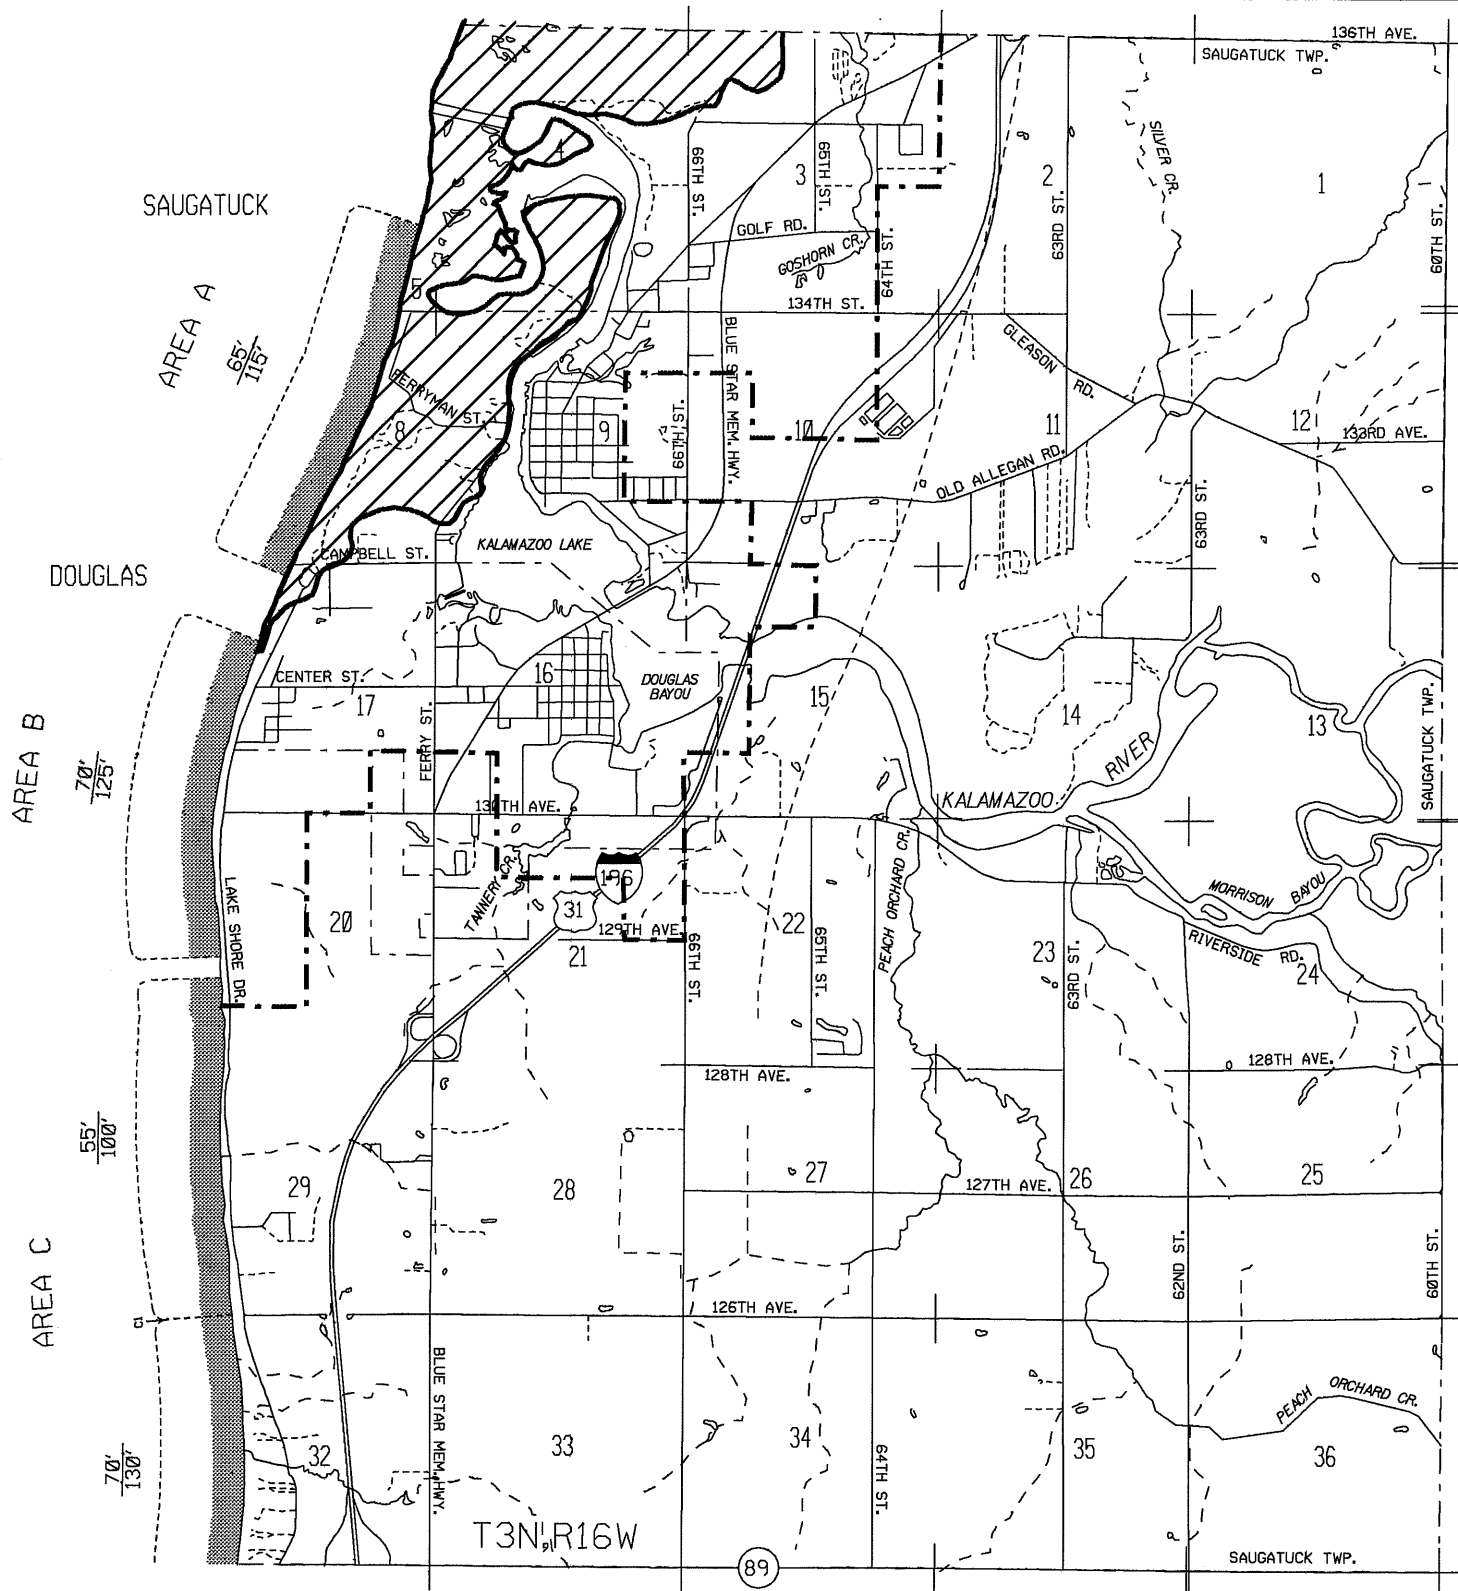 136TH AVE.
SAUGATUCK TWP.
SILVER CR.
4
66TH ST.
3
65TH ST.
2
63RD ST.
1
60TH ST.
SAUGATUCK
GOLF RD.
GOSHORN CR.
64TH ST.
5
134TH ST.
AREA A
65'
115'
BLUE STAR MEM. HWY.
GLEASON RD.
PERRYMAN ST.
8
9
66TH ST.
10
11
12
133RD AVE.
OLD ALLEGAN RD.
63RD ST.
KALAMAZOO LAKE
CAMPBELL ST.
DOUGLAS
CENTER ST.
17
16
DOUGLAS
BAYOU
15
14
13
SAUGATUCK TWP.
AREA B
70'
125'
FERRY ST.
RIVER
KALAMAZOO
130TH AVE.
TANNERY CR.
196
31
PEACH ORCHARD CR.
MORRISON BAYOU
LAKE SHORE DR.
20
129TH AVE.
21
66TH ST.
22
65TH ST.
23
63RD ST.
RIVERSIDE RD.
24
128TH AVE.
128TH AVE.
55'
100'
29
28
27
127TH AVE.
26
25
AREA C
62ND ST.
60TH ST.
126TH AVE.
BLUE STAR MEM. HWY.
PEACH ORCHARD CR.
70'
130'
32
33
34
64TH ST.
35
36
T3N, R16W
89
SAUGATUCK TWP.